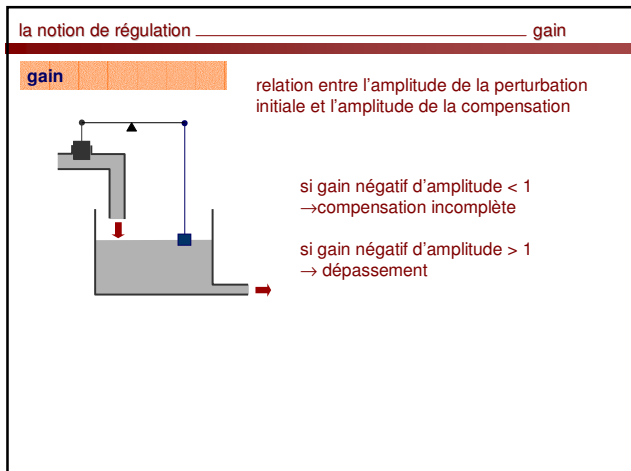 la notion de régulation gain
gain
relation entre l'amplitude de la perturbation
initiale et l'amplitude de la compensation
si gain négatif d'amplitude < 1
→compensation incomplète
si gain négatif d'amplitude > 1
→ dépassement